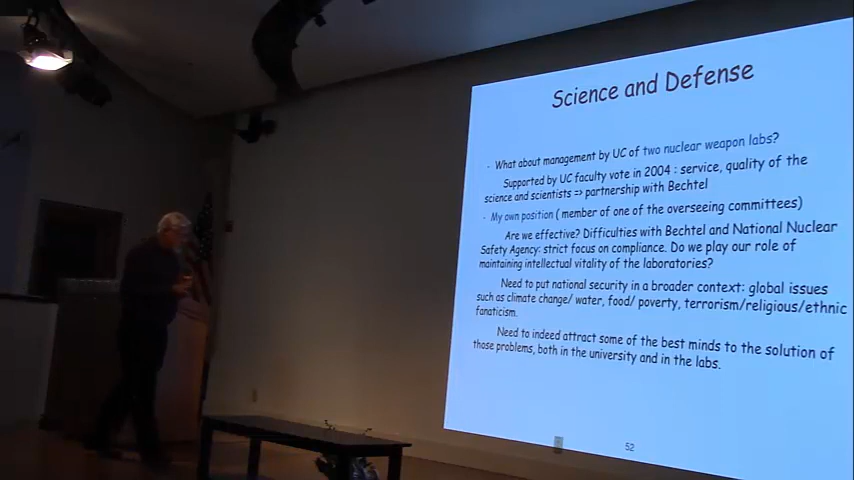 Science and Defense
- What about management by UC of two nuclear weapon labs?
Supported by UC faculty vote in 2004 : service, quality of the
science and scientists => partnership with Bechtel
- My own position ( member of one of the overseeing committees)
Are we effective? Difficulties with Bechtel and National Nuclear
Safety Agency: strict focus on compliance. Do we play our role of
maintaining intellectual vitality of the laboratories?
Need to put national security in a broader context: global issues
such as climate change/ water, food/ poverty, terrorism/religious/ethnic
fanaticism.
Need to indeed attract some of the best minds to the solution of
those problems, both in the university and in the labs.
52